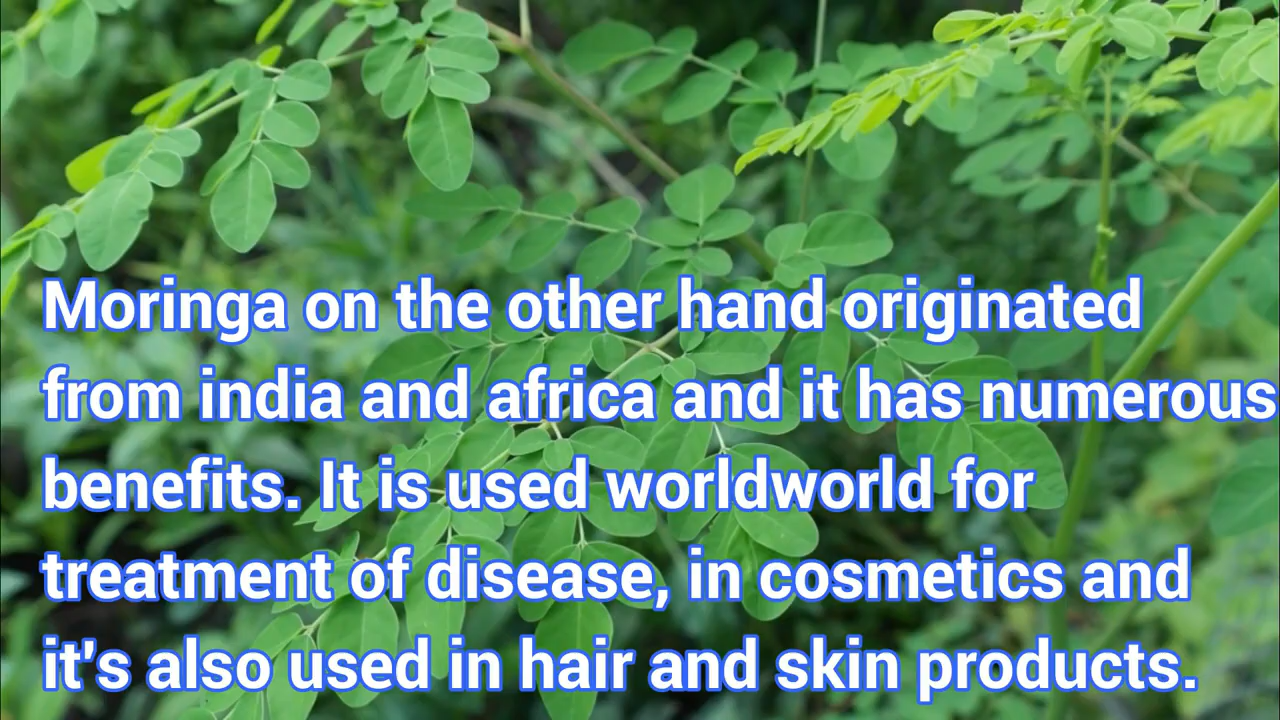 Moringa on the other hand originated
from india and africa and it has numerous
benefits. It is used worldworld for
treatment of disease, in cosmetics and
it's also used in hair and skin products.